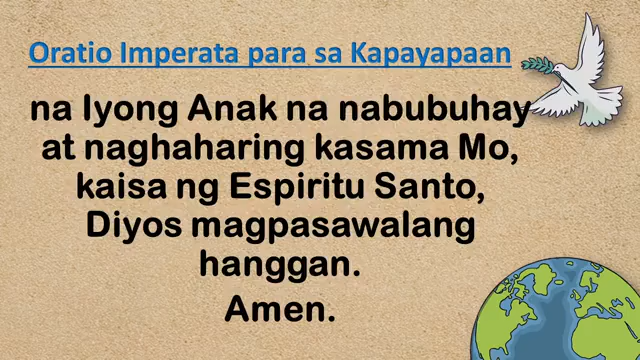 Oratio Imperata para sa Kapayapaan
na Iyong Anak na nabubuhay
at naghaharing kasama Mo,
kaisa ng Espiritu Santo,
Diyos magpasawalang
hanggan.
Amen.